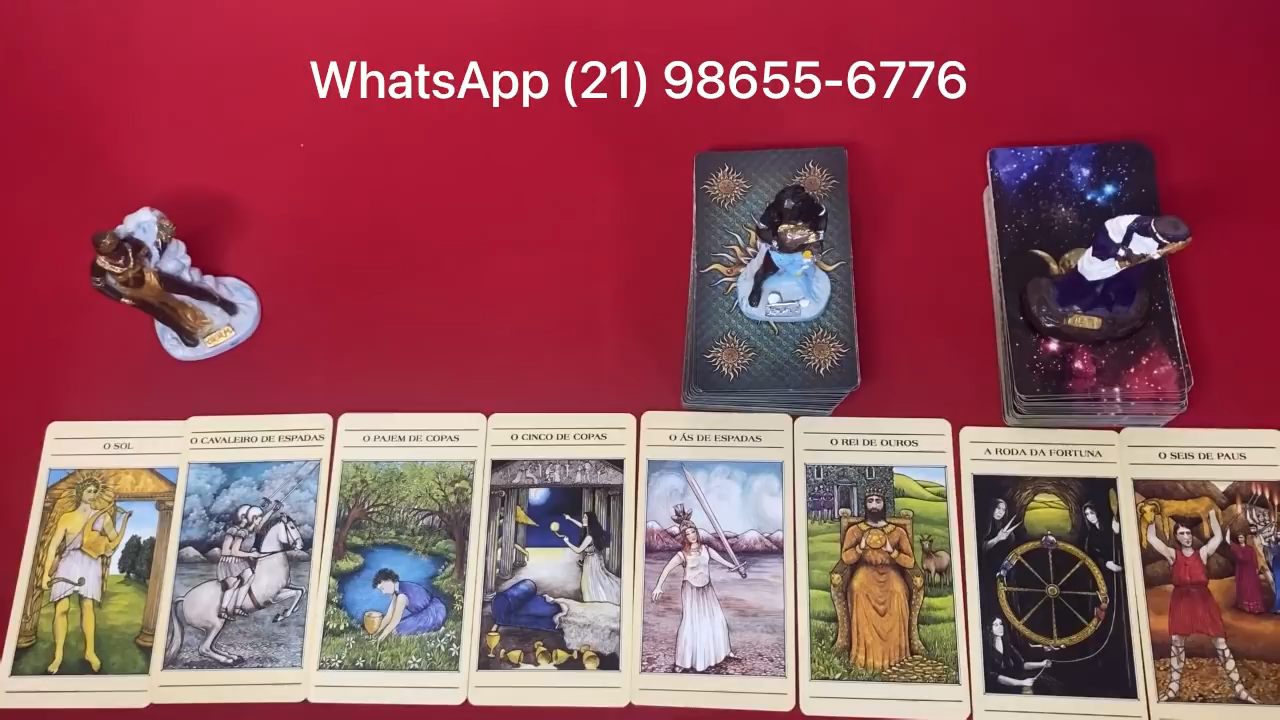 WhatsApp (21) 98655-6776
O SOL
O CAVALEIRO DE ESPADAS
O PAJEM DE COPAS
O CINCO DE COPAS
O ÁS DE ESPADAS
O REI DE OUROS
A RODA DA FORTUNA
O SEIS DE PAUS